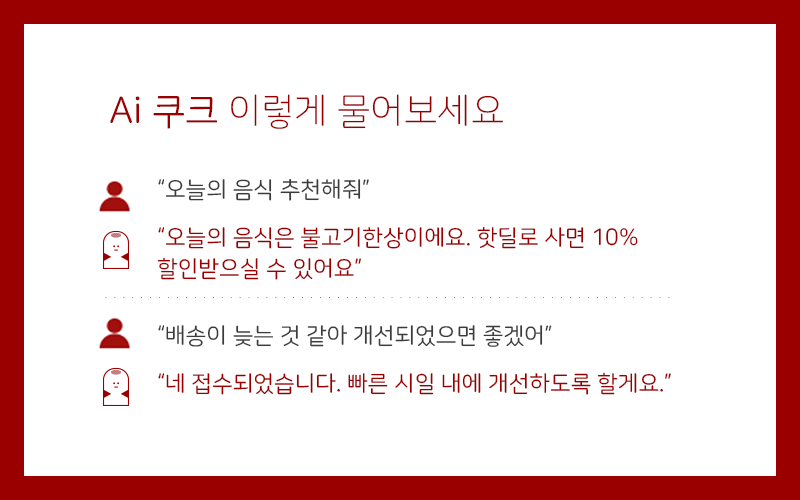 Ai 쿠크 이렇게 물어보세요
“오늘의 음식 추천해줘”
“오늘의 음식은 불고기한상이에요. 핫딜로 사면 10%
할인받으실 수 있어요”
“배송이 늦는 것 같아 개선되었으면 좋겠어”
“네 접수되었습니다. 빠른 시일 내에 개선하도록 할게요.”